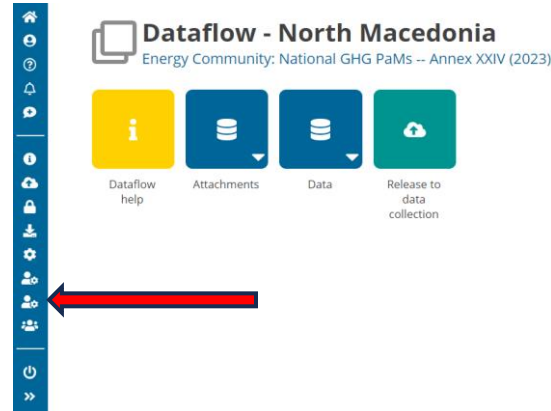 Dataflow - North Macedonia
Energy Community: National GHG PaMs -- Annex XXIV (2023)
Dataflow help
Attachments
Data
Release to data collection